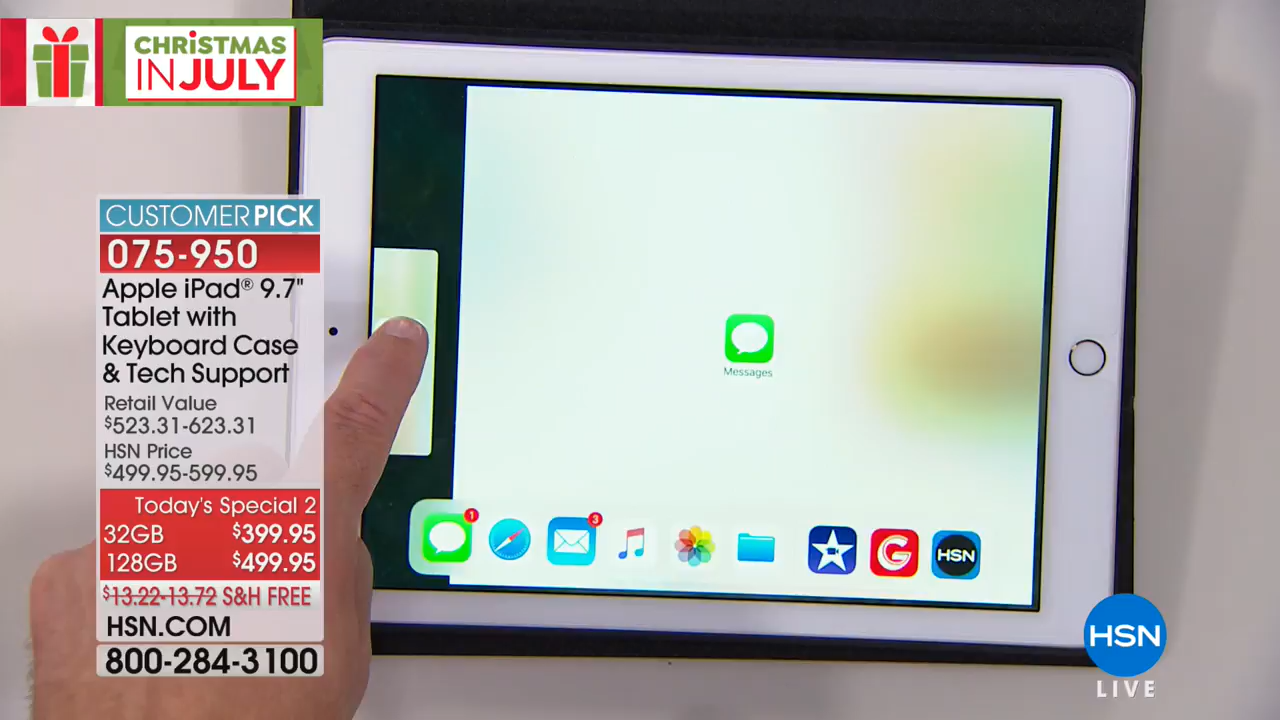 CHRISTMAS
IN JULY
CUSTOMER PICK
075-950
Apple iPad® 9.7"
Tablet with
Keyboard Case
& Tech Support
Retail Value
$523.31-623.31
HSN Price
$499.95-599.95
Today's Special 2
32GB $399.95
128GB $499.95
$13.22-13.72 S&H FREE
HSN.COM
800-284-3100
Messages
1
3
G
HSN
HSN
LIVE